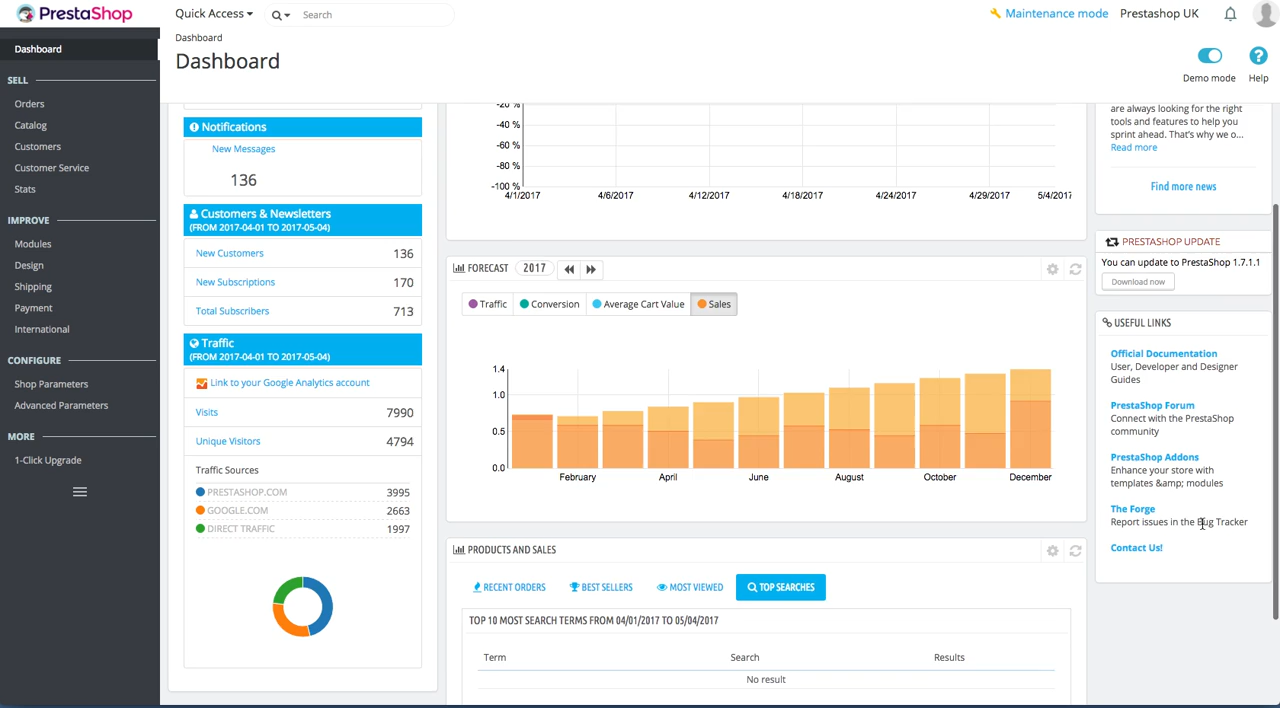 PrestaShop
Quick Access
Search
Maintenance mode
Prestashop UK
Dashboard
Dashboard
Demo mode
Help
Dashboard
SELL
Orders
Catalog
Customers
Customer Service
Stats
IMPROVE
Modules
Design
Shipping
Payment
International
CONFIGURE
Shop Parameters
Advanced Parameters
MORE
1-Click Upgrade
Notifications
New Messages
136
Customers & Newsletters
(FROM 2017-04-01 TO 2017-05-04)
New Customers 136
New Subscriptions 170
Total Subscribers 713
Traffic
(FROM 2017-04-01 TO 2017-05-04)
Link to your Google Analytics account
Visits 7990
Unique Visitors 4794
Traffic Sources
PRESTASHOP.COM 3995
GOOGLE.COM 2663
DIRECT TRAFFIC 1997
-20 %
-40 %
-60 %
-80 %
-100 %
4/1/2017 4/6/2017 4/12/2017 4/18/2017 4/24/2017 4/29/2017 5/4/2017
FORECAST 2017
Traffic Conversion Average Cart Value Sales
1.4
1.0
0.5
0.0
February April June August October December
PRODUCTS AND SALES
RECENT ORDERS BEST SELLERS MOST VIEWED TOP SEARCHES
TOP 10 MOST SEARCH TERMS FROM 04/01/2017 TO 05/04/2017
Term Search Results
No result
are always looking for the right
tools and features to help you
sprint ahead. That's why we o...
Read more
Find more news
PRESTASHOP UPDATE
You can update to PrestaShop 1.7.1.1
Download now
USEFUL LINKS
Official Documentation
User, Developer and Designer
Guides
PrestaShop Forum
Connect with the PrestaShop
community
PrestaShop Addons
Enhance your store with
templates &amp; modules
The Forge
Report issues in the Bug Tracker
Contact Us!